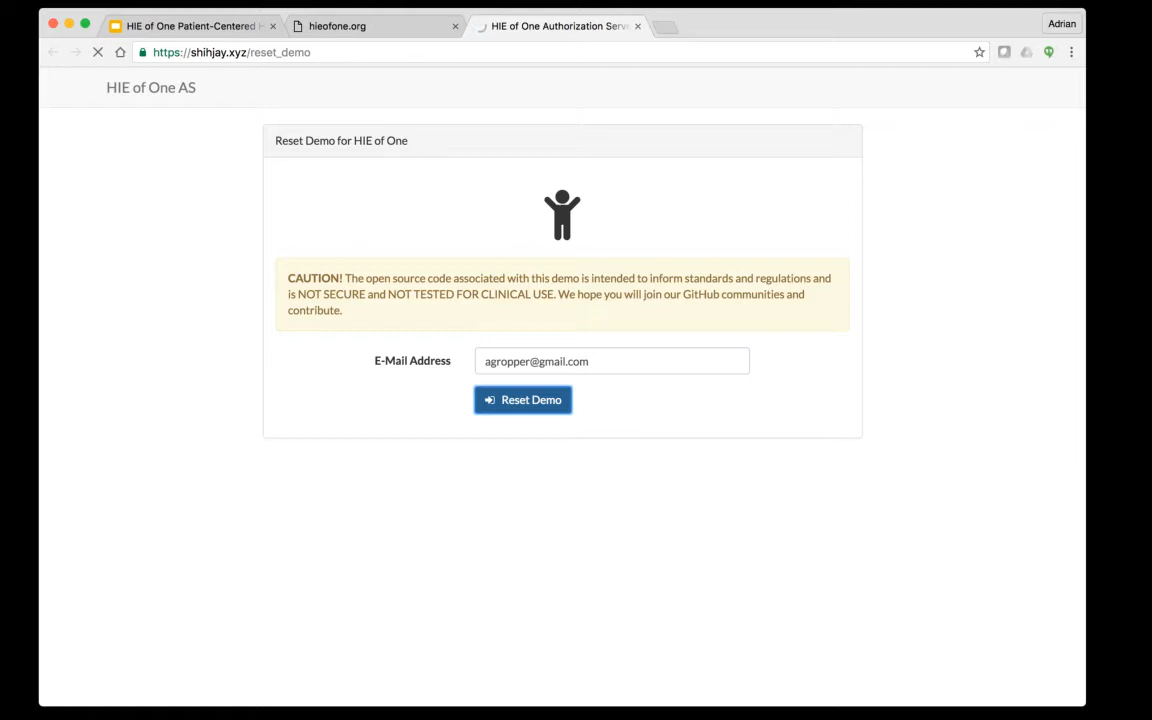 HIE of One Patient-Centered H
hieofone.org
HIE of One Authorization Serve
Adrian
https://shihjay.xyz/reset_demo
HIE of One AS
Reset Demo for HIE of One
CAUTION! The open source code associated with this demo is intended to inform standards and regulations and
is NOT SECURE and NOT TESTED FOR CLINICAL USE. We hope you will join our GitHub communities and
contribute.
E-Mail Address
agropper@gmail.com
Reset Demo